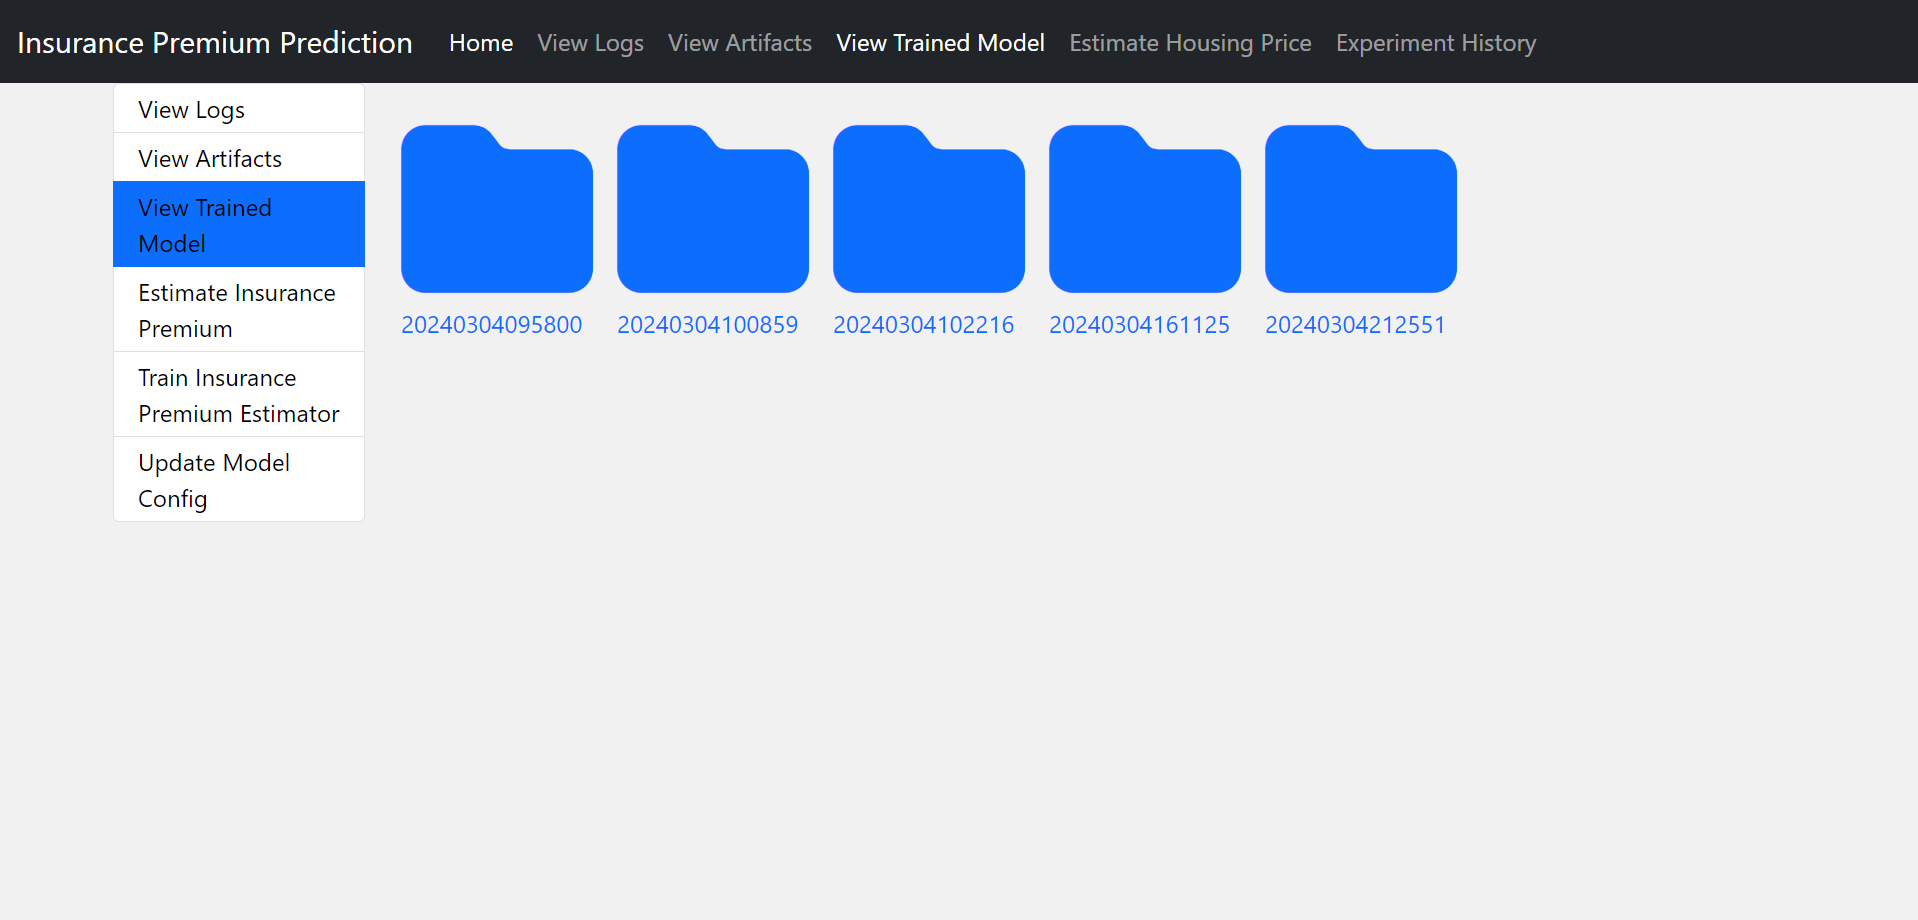 Insurance Premium Prediction Home View Logs View Artifacts View Trained Model Estimate Housing Price Experiment History
View Logs
View Artifacts
View Trained
Model
Estimate Insurance
Premium
Train Insurance
Premium Estimator
Update Model
Config
20240304095800 20240304100859 20240304102216 20240304161125 20240304212551